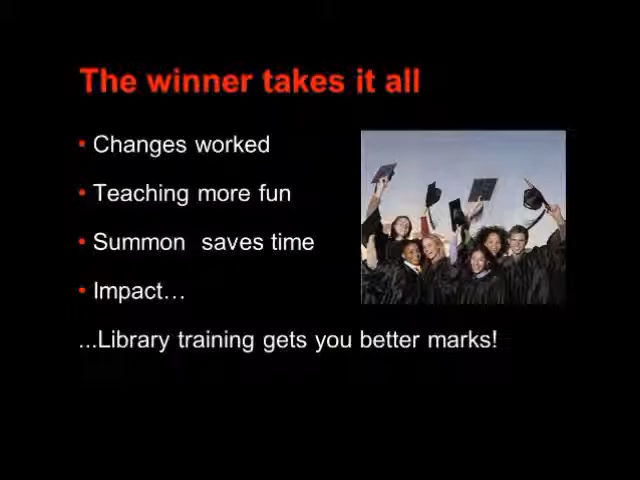 The winner takes it all
• Changes worked
• Teaching more fun
• Summon saves time
• Impact…
...Library training gets you better marks!